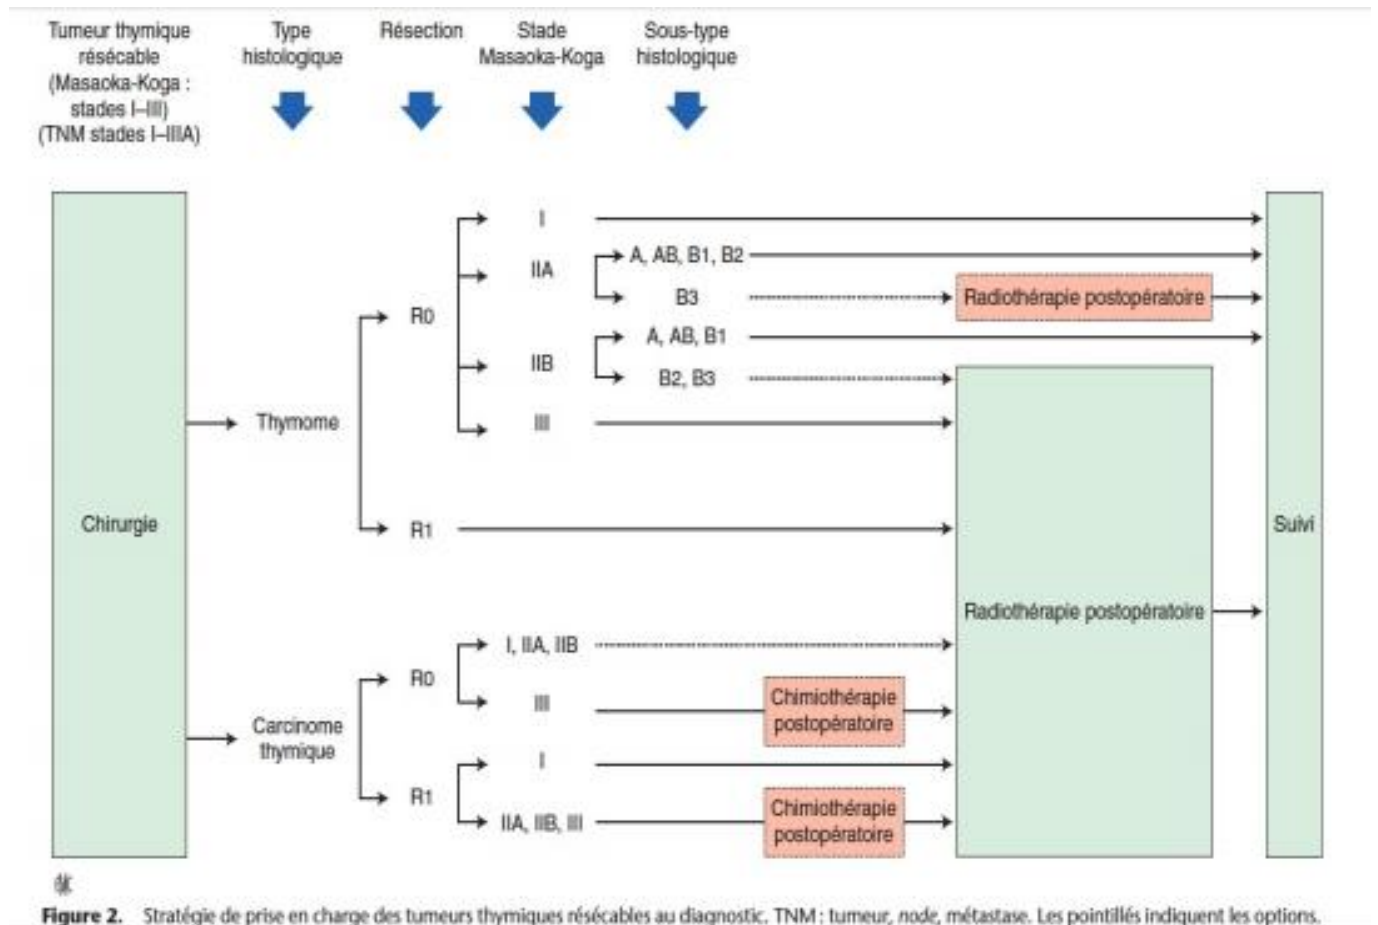 Tumeur thymique
résécable
(Masaoka-Koga :
stades I–III)
(TNM stades I–IIIA)
Type
histologique
Résection
Stade
Masaoka-Koga
Sous-type
histologique
Chirurgie
Thymome
R0
I
IIA
A, AB, B1, B2
B3
Radiothérapie postopératoire
IIB
A, AB, B1
B2, B3
III
R1
Radiothérapie postopératoire
Suivi
Carcinome
thymique
R0
I, IIA, IIB
III
Chimiothérapie
postopératoire
R1
I
IIA, IIB, III
Chimiothérapie
postopératoire
Figure 2. Stratégie de prise en charge des tumeurs thymiques résécables au diagnostic. TNM : tumeur, node, métastase. Les pointillés indiquent les options.